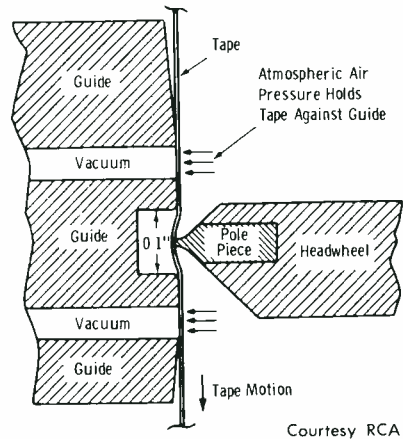 Tape
Guide
Atmospheric Air
Pressure Holds
Tape Against Guide
Vacuum
Guide
0 1"
Pole
Piece
Headwheel
Vacuum
Guide
Tape Motion
Courtesy RCA